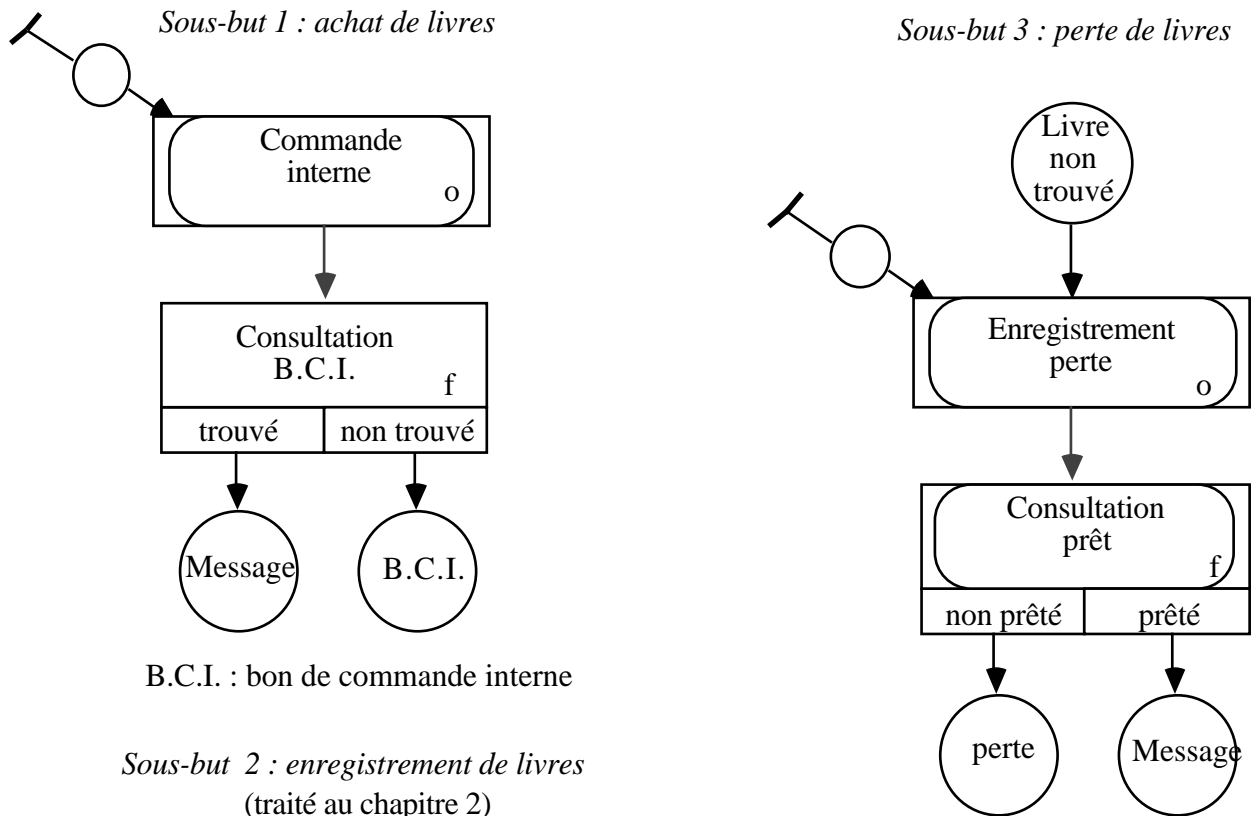 Sous-but 1 : achat de livres
Commande
interne
o
Consultation
B.C.I.
f
trouvé
non trouvé
Message
B.C.I.
B.C.I. : bon de commande interne
Sous-but 2 : enregistrement de livres
(traité au chapitre 2)
Sous-but 3 : perte de livres
Livre
non
trouvé
Enregistrement
perte
o
Consultation
prêt
f
non prêté
prêté
perte
Message